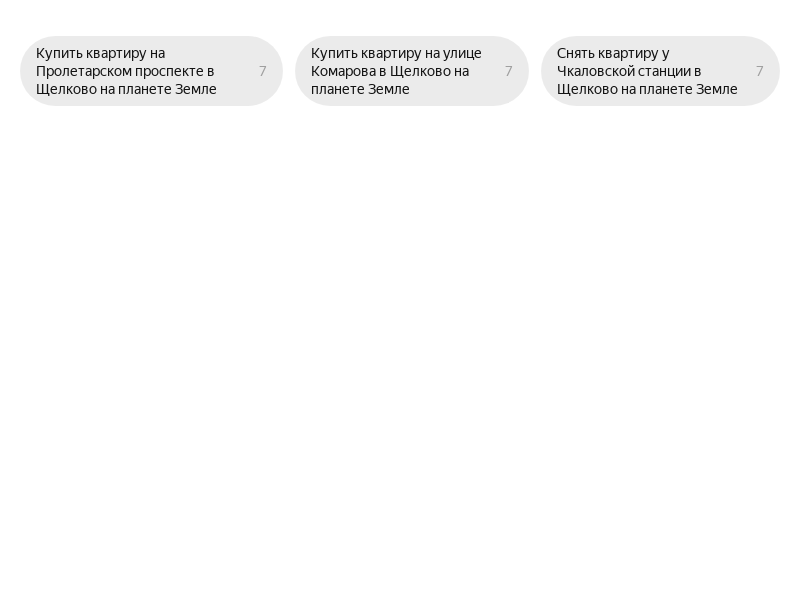 Купить квартиру на
Пролетарском проспекте в
Щелково на планете Земле
7
Купить квартиру на улице
Комарова в Щелково на
планете Земле
7
Снять квартиру у
Чкаловской станции в
Щелково на планете Земле
7